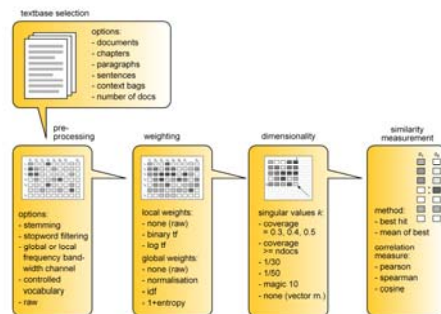 textbase selection
options:
- documents
- chapters
- paragraphs
- sentences
- context bags
- number of docs
pre-
processing
options:
- stemming
- stopword filtering
- global or local
frequency band-
width channel
- controlled
vocabulary
- raw
weighting
local weights:
- none (raw)
- binary tf
- log tf
global weights:
- none (raw)
- normalisation
- idf
- 1+entropy
dimensionality
singular values k:
- coverage
= 0.3, 0.4, 0.5
- coverage
>= ndocs
- 1/30
- 1/50
- magic 10
- none (vector m.)
similarity
measurement
method:
- best hit
- mean of best
correlation
measure:
- pearson
- spearman
- cosine